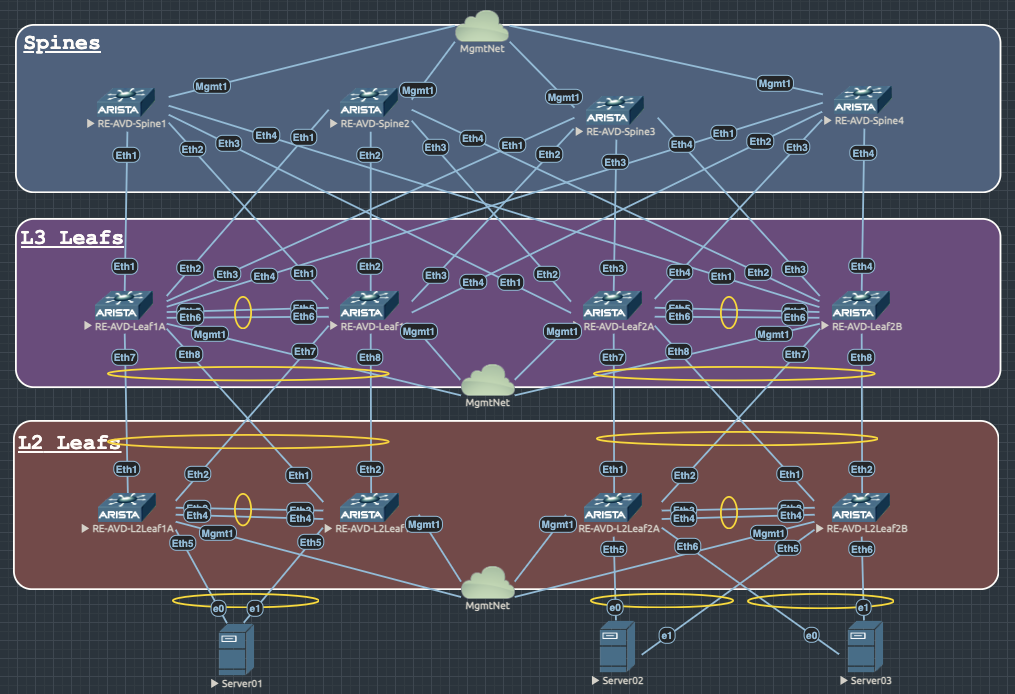 MgmtNet
Spines
Mgmt1 Mgmt1 Mgmt1 Mgmt1
ARISTA ARISTA ARISTA ARISTA
RE-AVD-Spine1 RE-AVD-Spine2 RE-AVD-Spine3 RE-AVD-Spine4
Eth1 Eth2 Eth3 Eth4 Eth1 Eth2 Eth3 Eth4 Eth1 Eth2 Eth3 Eth4 Eth1 Eth2 Eth3 Eth4
L3 Leafs
Eth1 Eth2 Eth3 Eth4 Eth1 Eth2 Eth3 Eth4 Eth1 Eth2 Eth3 Eth4 Eth1 Eth2 Eth3 Eth4
ARISTA ARISTA ARISTA ARISTA
Eth5 Eth5
Eth6 Eth6 Eth6 Eth6
RE-AVD-Leaf1A RE-AVD-Leaf RE-AVD-Leaf2A RE-AVD-Leaf2B
Mgmt1 Mgmt1 Mgmt1 Mgmt1
Eth7 Eth8 Eth7 Eth8 Eth7 Eth8 Eth7 Eth8
MgmtNet
L2 Leafs
Eth1 Eth2 Eth1 Eth2 Eth1 Eth2 Eth1 Eth2
ARISTA ARISTA ARISTA ARISTA
Eth4 Eth4 Eth4 Eth4
RE-AVD-L2Leaf1A RE-AVD-L2Leaf RE-AVD-L2Leaf2A RE-AVD-L2Leaf2B
Mgmt1 Mgmt1 Mgmt1 Mgmt1
Eth5 Eth5 Eth5 Eth6 Eth5 Eth6
MgmtNet
e0 e1 e0 e1
e1 e0
Server01 Server02 Server03